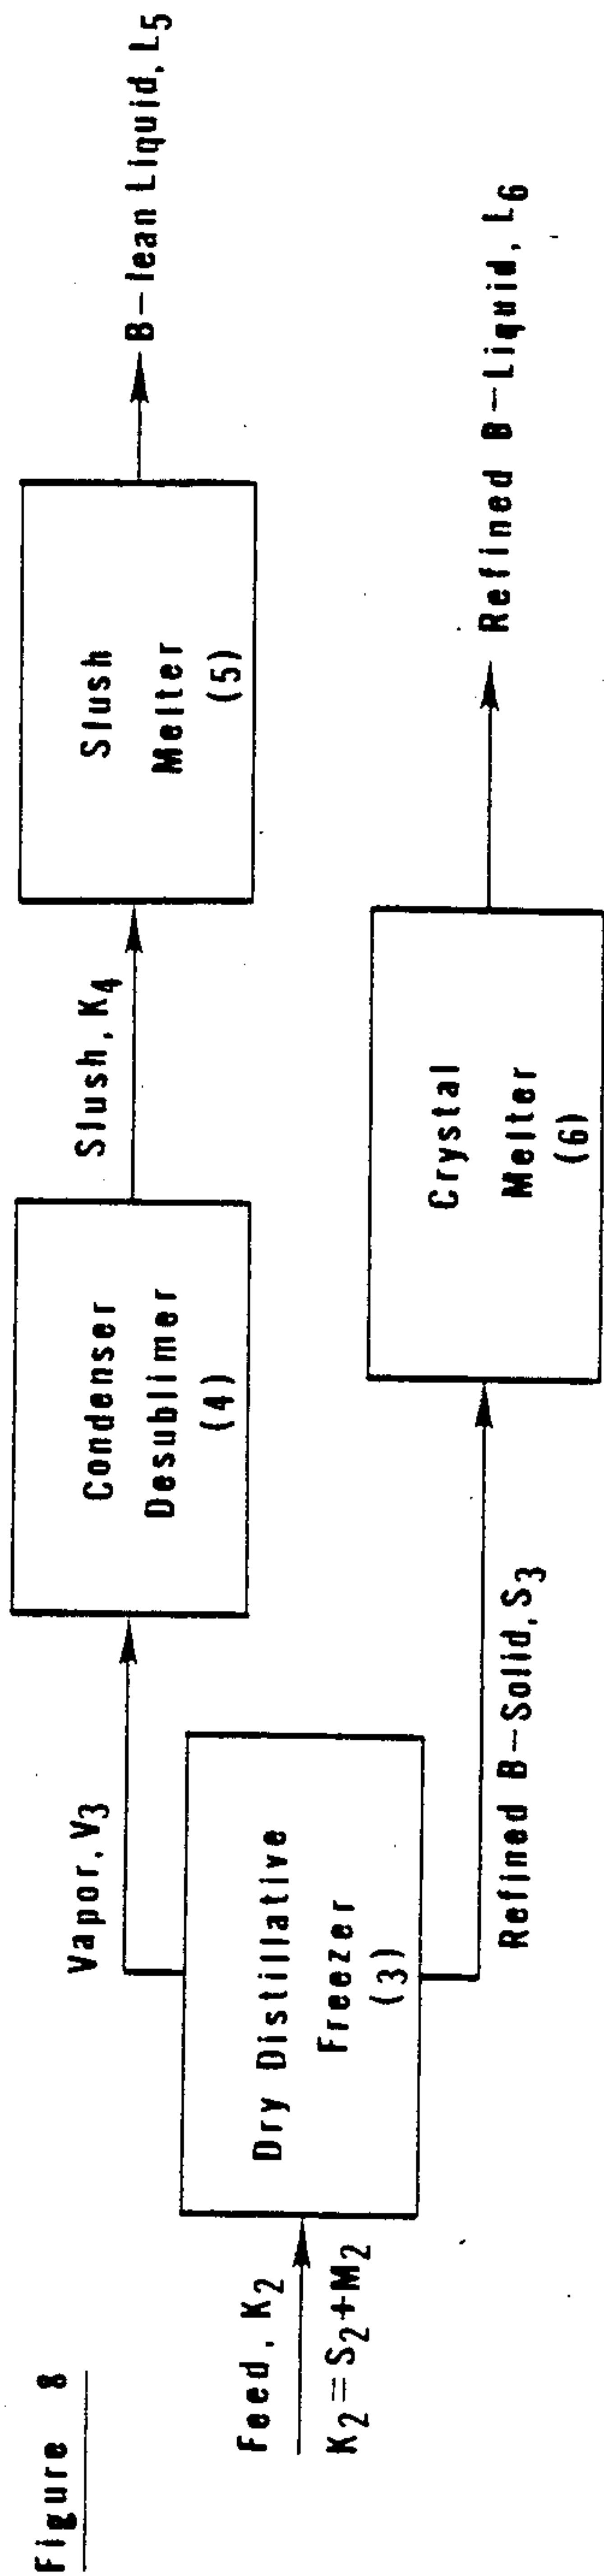 Figure 8
Feed, K2
K2=S2+M2
Dry Distillative
Freezer
(3)
Vapor, V3
Condenser
Desublimer
(4)
Slush, K4
Slush
Melter
(5)
B-lean Liquid, L5
Refined B-Solid, S3
Crystal
Melter
(6)
Refined B-Liquid, L6